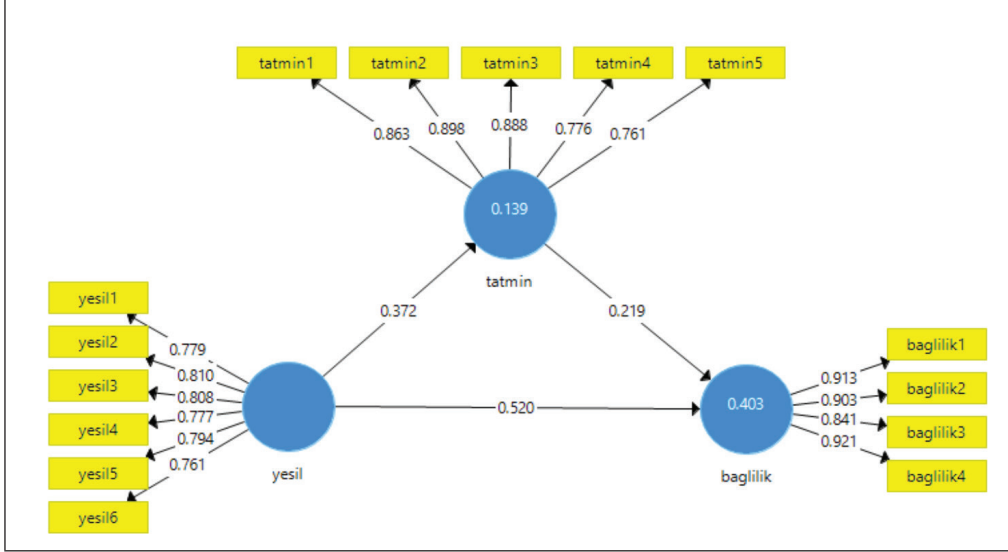 tatmin1 tatmin2 tatmin3 tatmin4 tatmin5
0.863 0.898 0.888 0.776 0.761
0.139
tatmin
0.372 0.219
yesil1
yesil2
yesil3
yesil4
yesil5
yesil6
0.779
0.810
0.808
0.777
0.794
0.761
yesil
0.520
0.403
baglilik
0.913
0.903
0.841
0.921
baglilik1
baglilik2
baglilik3
baglilik4